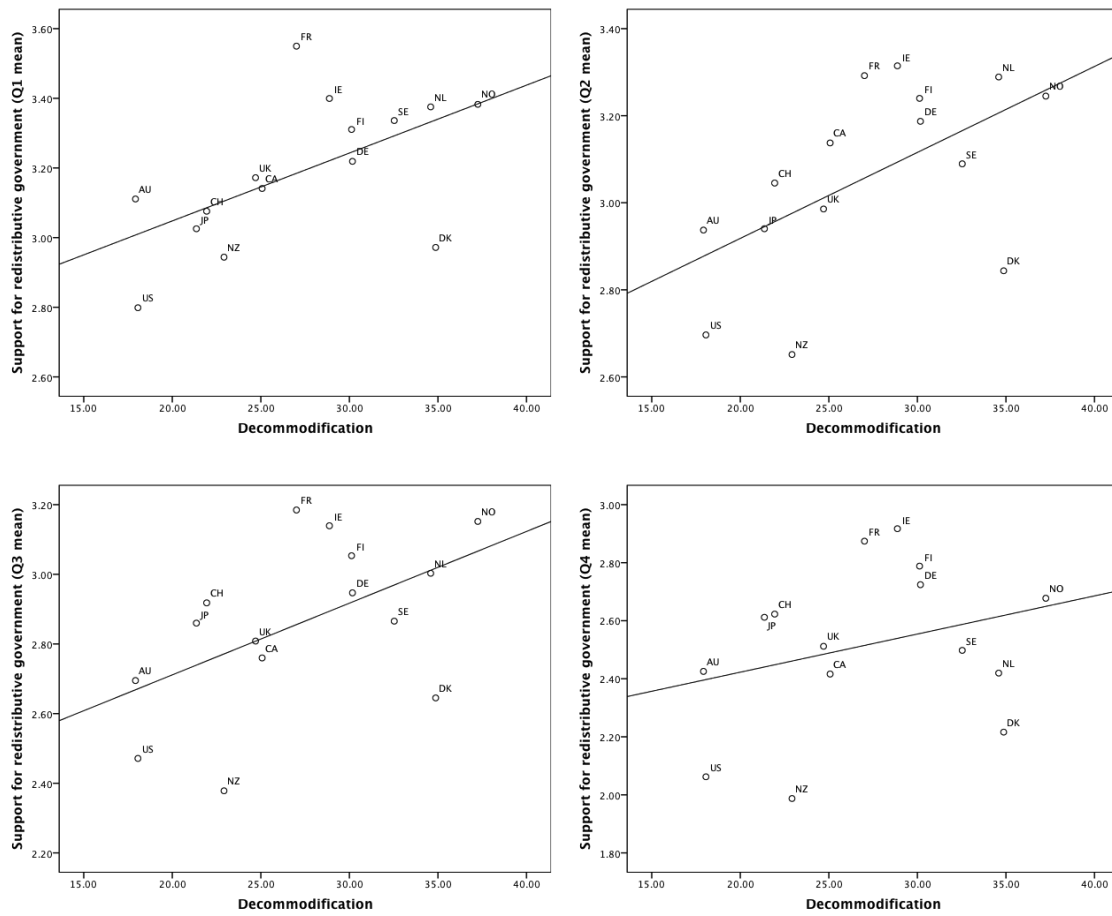 Support for redistributive government (Q1 mean)
3.60
3.40
3.20
3.00
2.80
2.60
FR
IE
NL
NO
SE
FI
DE
UK
CA
AU
CH
JP
NZ
DK
US
15.00 20.00 25.00 30.00 35.00 40.00
Decommodification
Support for redistributive government (Q2 mean)
3.40
3.20
3.00
2.80
2.60
IE
FR
NL
NO
FI
DE
CA
SE
CH
UK
AU
JP
DK
US
NZ
15.00 20.00 25.00 30.00 35.00 40.00
Decommodification
Support for redistributive government (Q3 mean)
3.20
3.00
2.80
2.60
2.40
2.20
FR
NO
IE
FI
NL
DE
CH
SE
JP
UK
CA
AU
DK
US
NZ
15.00 20.00 25.00 30.00 35.00 40.00
Decommodification
Support for redistributive government (Q4 mean)
3.00
2.80
2.60
2.40
2.20
2.00
1.80
IE
FR
FI
DE
NO
CH
JP
UK
SE
AU
CA
NL
DK
US
NZ
15.00 20.00 25.00 30.00 35.00 40.00
Decommodification